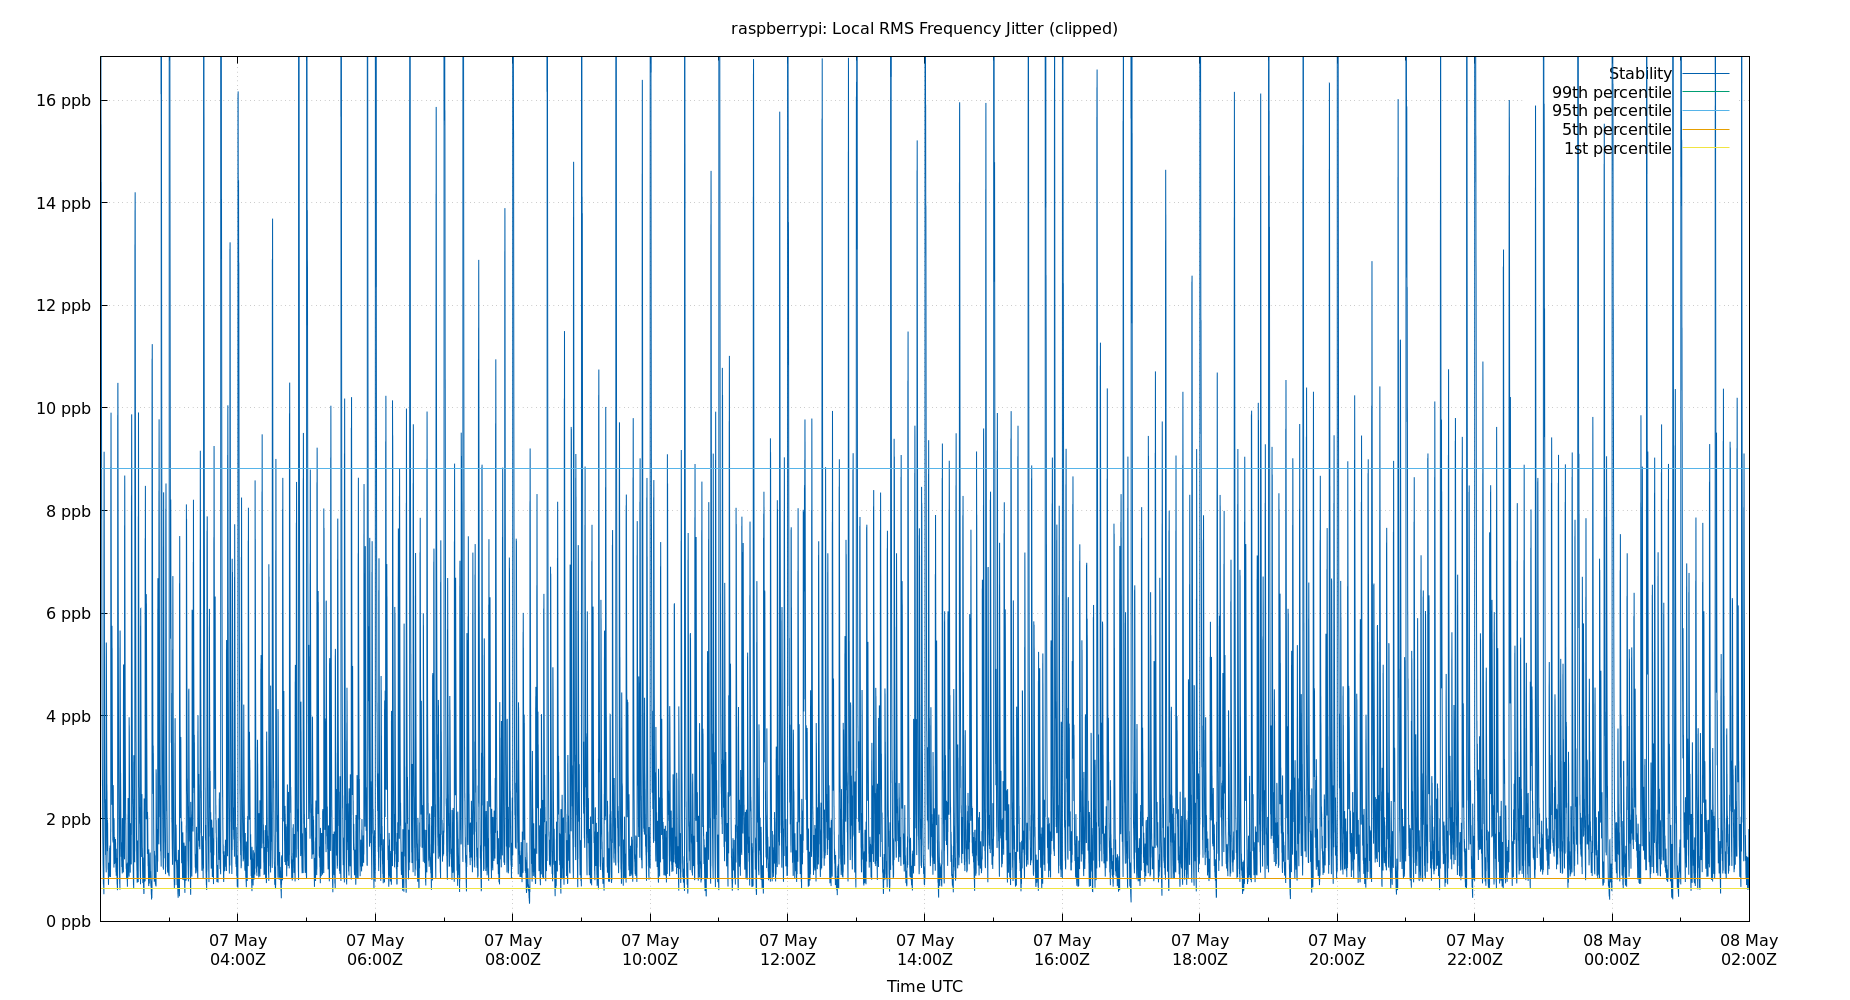 raspberrypi: Local RMS Frequency Jitter (clipped)
Stability
99th percentile
95th percentile
5th percentile
1st percentile
16 ppb
14 ppb
12 ppb
10 ppb
8 ppb
6 ppb
4 ppb
2 ppb
0 ppb
07 May 07 May 07 May 07 May 07 May 07 May 07 May 07 May 07 May 07 May 08 May 08 May
04:00Z 06:00Z 08:00Z 10:00Z 12:00Z 14:00Z 16:00Z 18:00Z 20:00Z 22:00Z 00:00Z 02:00Z
Time UTC